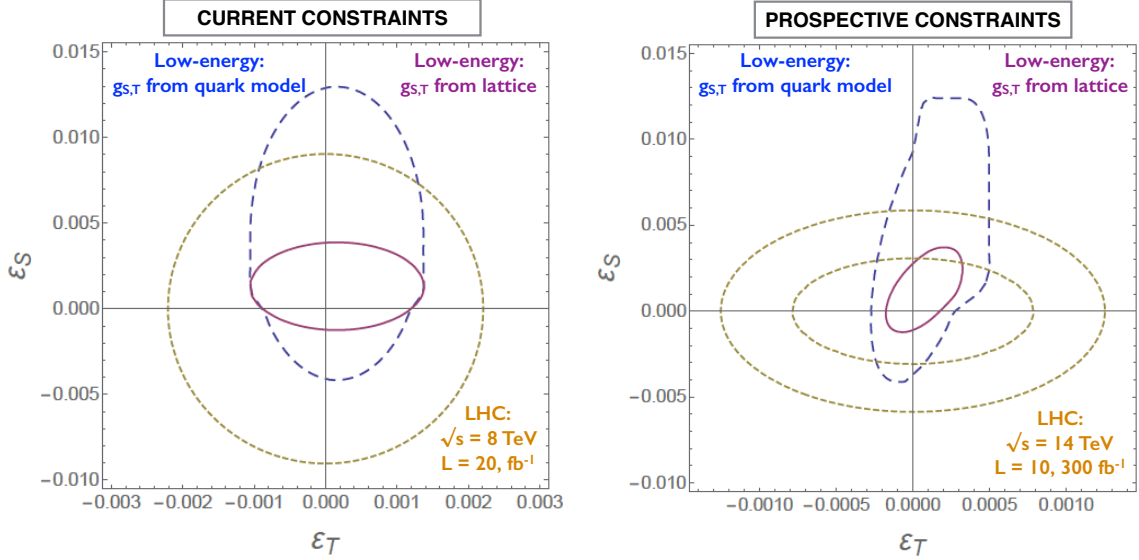 CURRENT CONSTRAINTS
Low-energy:
gS,T from quark model
Low-energy:
gS,T from lattice
0.015
0.010
0.005
0.000
−0.005
−0.010
εS
LHC:
√s = 8 TeV
L = 20, fb⁻¹
−0.003
−0.002
−0.001
0.000
0.001
0.002
0.003
εT
PROSPECTIVE CONSTRAINTS
Low-energy:
gS,T from quark model
Low-energy:
gS,T from lattice
0.015
0.010
0.005
0.000
−0.005
−0.010
εS
LHC:
√s = 14 TeV
L = 10, 300 fb⁻¹
−0.0010
−0.0005
0.0000
0.0005
0.0010
εT